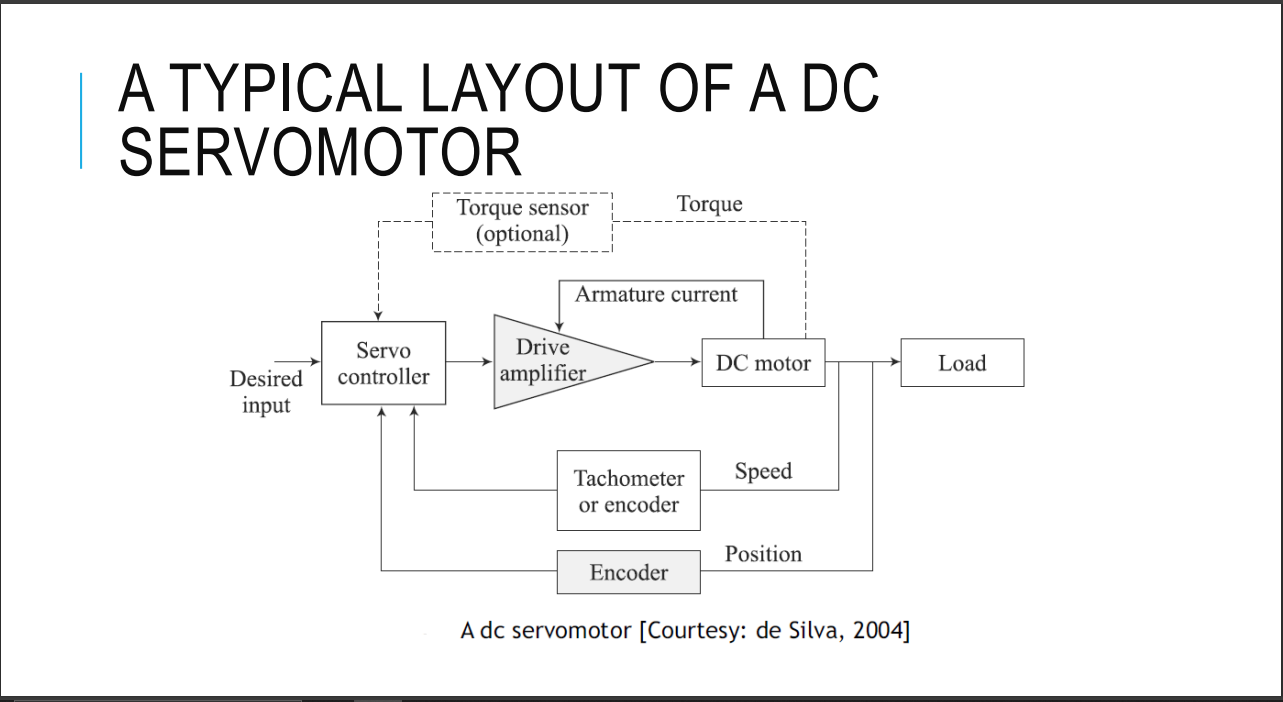 A TYPICAL LAYOUT OF A DC
SERVOMOTOR
Torque sensor
(optional)
Torque
Armature current
Desired
input
Servo
controller
Drive
amplifier
DC motor
Load
Tachometer
or encoder
Speed
Encoder
Position
A dc servomotor [Courtesy: de Silva, 2004]